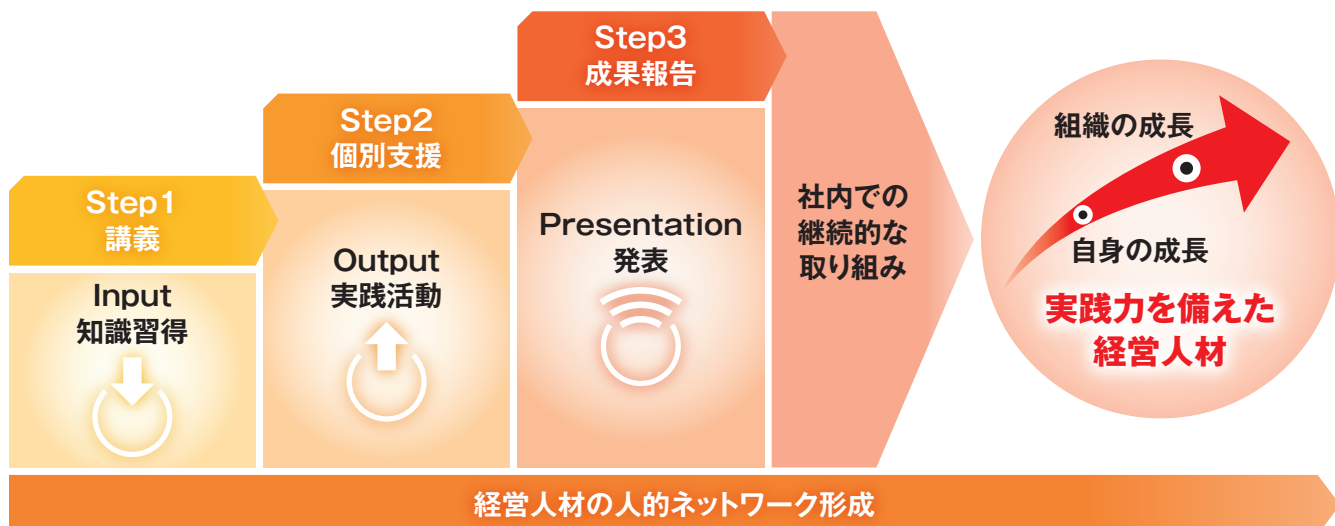 Step1
講義
Input
知識習得
Step2
個別支援
Output
実践活動
Step3
成果報告
Presentation
発表
社内での
継続的な
取り組み
組織の成長
自身の成長
実践力を備えた
経営人材
経営人材の人的ネットワーク形成